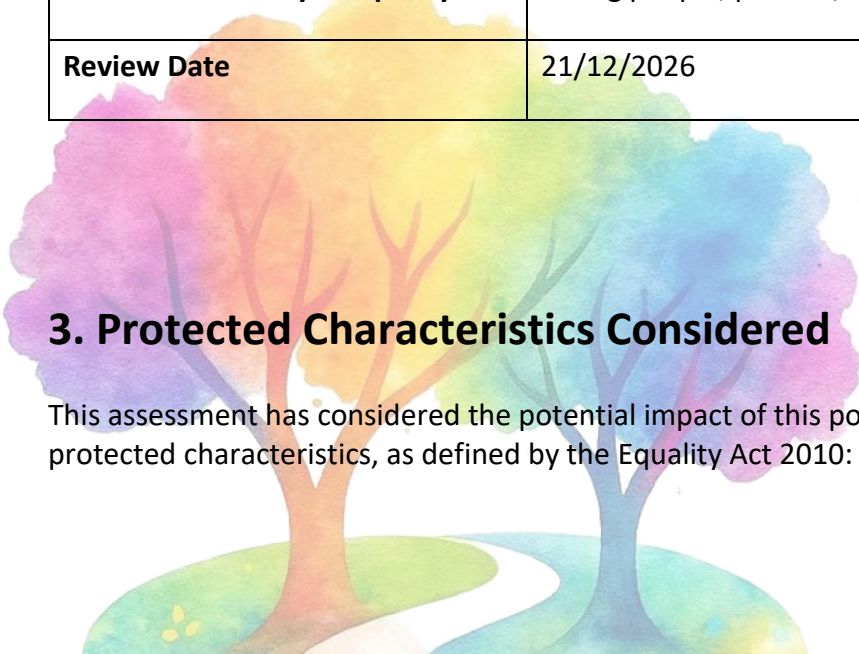 Review Date 21/12/2026
3. Protected Characteristics Considered
This assessment has considered the potential impact of this po
protected characteristics, as defined by the Equality Act 2010: